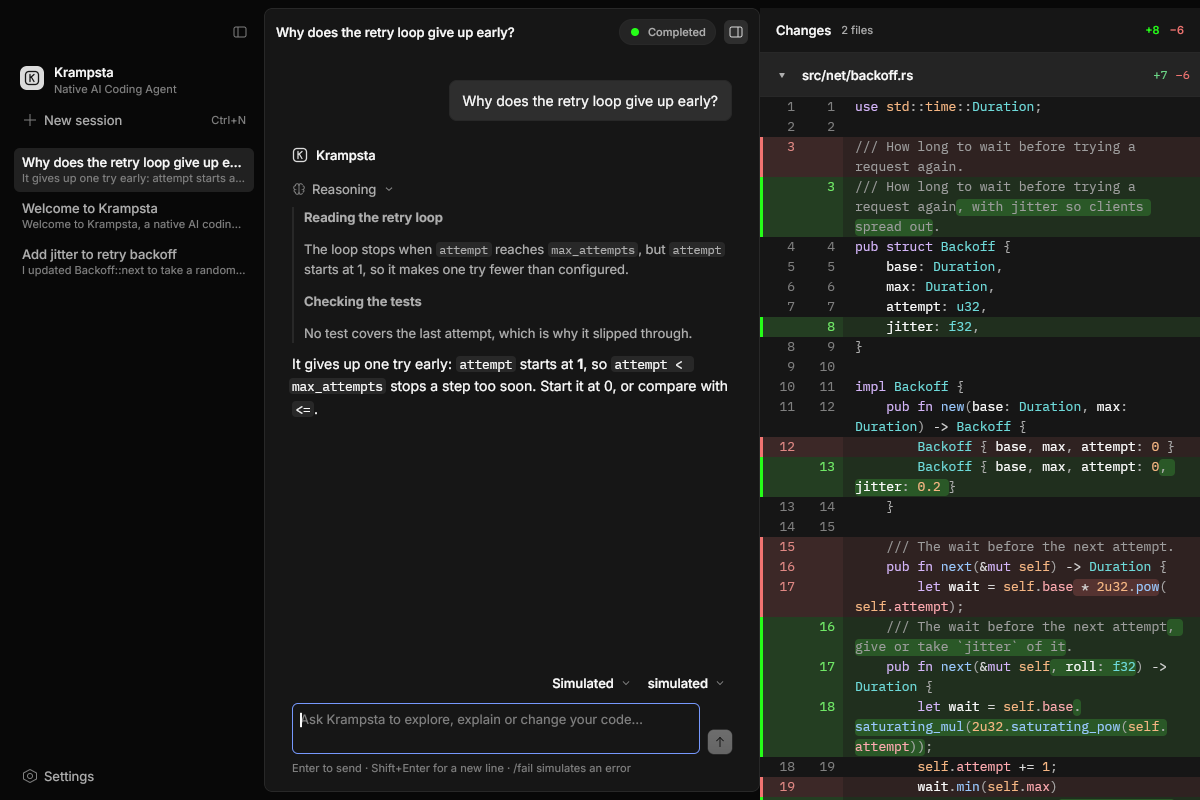 Krampsta
Native AI Coding Agent
New session Ctrl+N
Why does the retry loop give up e...
It gives up one try early: attempt starts a...
Welcome to Krampsta
Welcome to Krampsta, a native AI codin...
Add jitter to retry backoff
I updated Backoff::next to take a random...
Settings
Why does the retry loop give up early?
Completed
Why does the retry loop give up early?
Krampsta
Reasoning
Reading the retry loop
The loop stops when attempt reaches max_attempts, but attempt
starts at 1, so it makes one try fewer than configured.
Checking the tests
No test covers the last attempt, which is why it slipped through.
It gives up one try early: attempt starts at 1, so attempt <
max_attempts stops a step too soon. Start it at 0, or compare with
<=.
Simulated simulated
Ask Krampsta to explore, explain or change your code...
Enter to send · Shift+Enter for a new line · /fail simulates an error
Changes 2 files +8 −6
src/net/backoff.rs +7 −6
1 1 use std::time::Duration;
2 2
3 /// How long to wait before trying a
request again.
3 /// How long to wait before trying a
request again, with jitter so clients
spread out.
4 4 pub struct Backoff {
5 5 base: Duration,
6 6 max: Duration,
7 7 attempt: u32,
8 jitter: f32,
8 9 }
9 10
10 11 impl Backoff {
11 12 pub fn new(base: Duration, max:
Duration) -> Backoff {
12 Backoff { base, max, attempt: 0 }
13 Backoff { base, max, attempt: 0,
jitter: 0.2 }
13 14 }
14 15
15 /// The wait before the next attempt.
16 pub fn next(&mut self) -> Duration {
17 let wait = self.base * 2u32.pow(
self.attempt);
16 /// The wait before the next attempt,
give or take `jitter` of it.
17 pub fn next(&mut self, roll: f32) ->
Duration {
18 let wait = self.base.
saturating_mul(2u32.saturating_pow(self.
attempt));
18 19 self.attempt += 1;
19 wait.min(self.max)